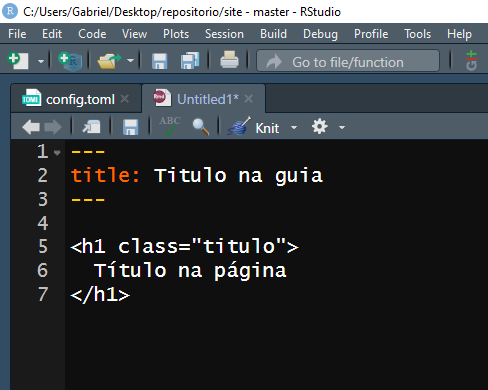 C:/Users/Gabriel/Desktop/repositorio/site - master - RStudio
File Edit Code View Plots Session Build Debug Profile Tools Help
Go to file/function
config.toml Untitled1*
ABC Knit
1 ---
2 title: Titulo na guia
3 ---
4
5 <h1 class="titulo">
6 Título na página
7 </h1>